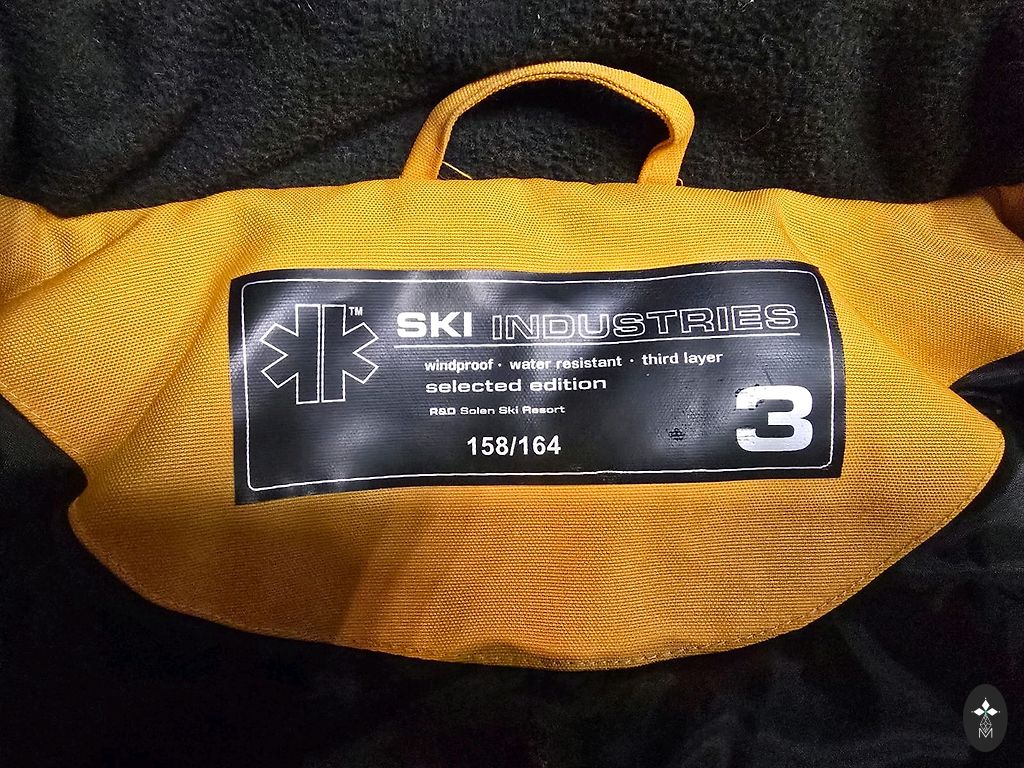 SKI INDUSTRIES
™
windproof · water resistant · third layer
selected edition
R&D Solen Ski Resort
158/164
3
M